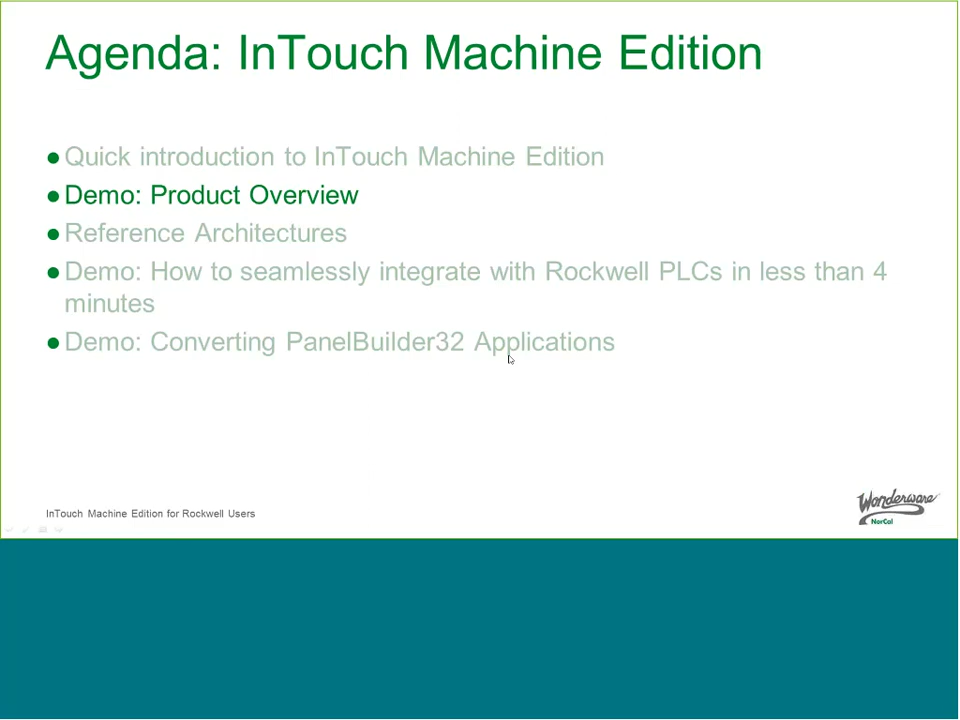 Agenda: InTouch Machine Edition
●Quick introduction to InTouch Machine Edition
●Demo: Product Overview
●Reference Architectures
●Demo: How to seamlessly integrate with Rockwell PLCs in less than 4
minutes
●Demo: Converting PanelBuilder32 Applications
InTouch Machine Edition for Rockwell Users
Wonderware
NorCal